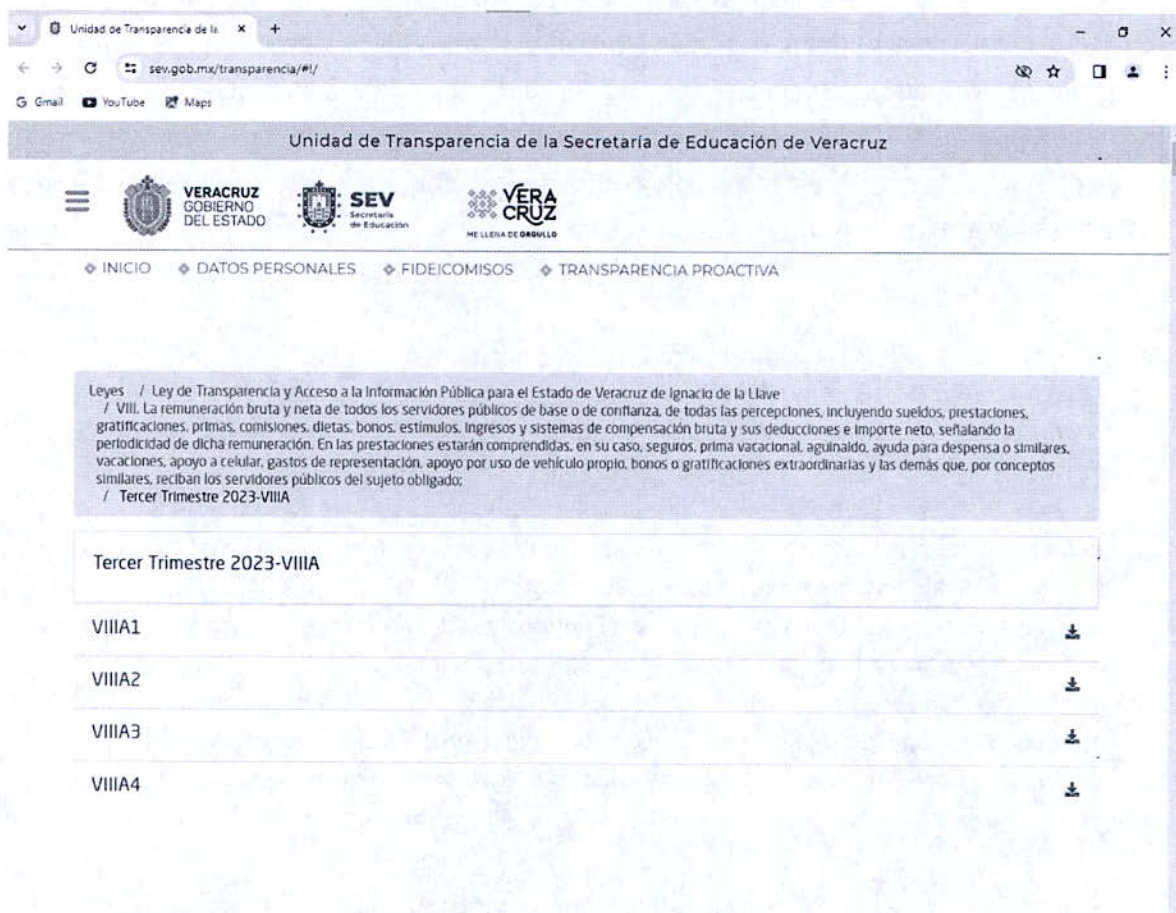 Unidad de Transparencia de la
sev.gob.mx/transparencia/#!/
Gmail YouTube Maps
Unidad de Transparencia de la Secretaría de Educación de Veracruz
VERACRUZ
GOBIERNO
DEL ESTADO
SEV
Secretaría
de Educación
VERA
CRUZ
ME LLENA DE ORGULLO
INICIO DATOS PERSONALES FIDEICOMISOS TRANSPARENCIA PROACTIVA
Leyes / Ley de Transparencia y Acceso a la Información Pública para el Estado de Veracruz de Ignacio de la Llave
/ VIII. La remuneración bruta y neta de todos los servidores públicos de base o de confianza, de todas las percepciones, incluyendo sueldos, prestaciones,
gratificaciones, primas, comisiones, dietas, bonos, estímulos, ingresos y sistemas de compensación bruta y sus deducciones e importe neto, señalando la
periodicidad de dicha remuneración. En las prestaciones estarán comprendidas, en su caso, seguros, prima vacacional, aguinaldo, ayuda para despensa o similares,
vacaciones, apoyo a celular, gastos de representación, apoyo por uso de vehículo propio, bonos o gratificaciones extraordinarias y las demás que, por conceptos
similares, reciban los servidores públicos del sujeto obligado;
/ Tercer Trimestre 2023-VIIIA
Tercer Trimestre 2023-VIIIA
VIIIA1
VIIIA2
VIIIA3
VIIIA4